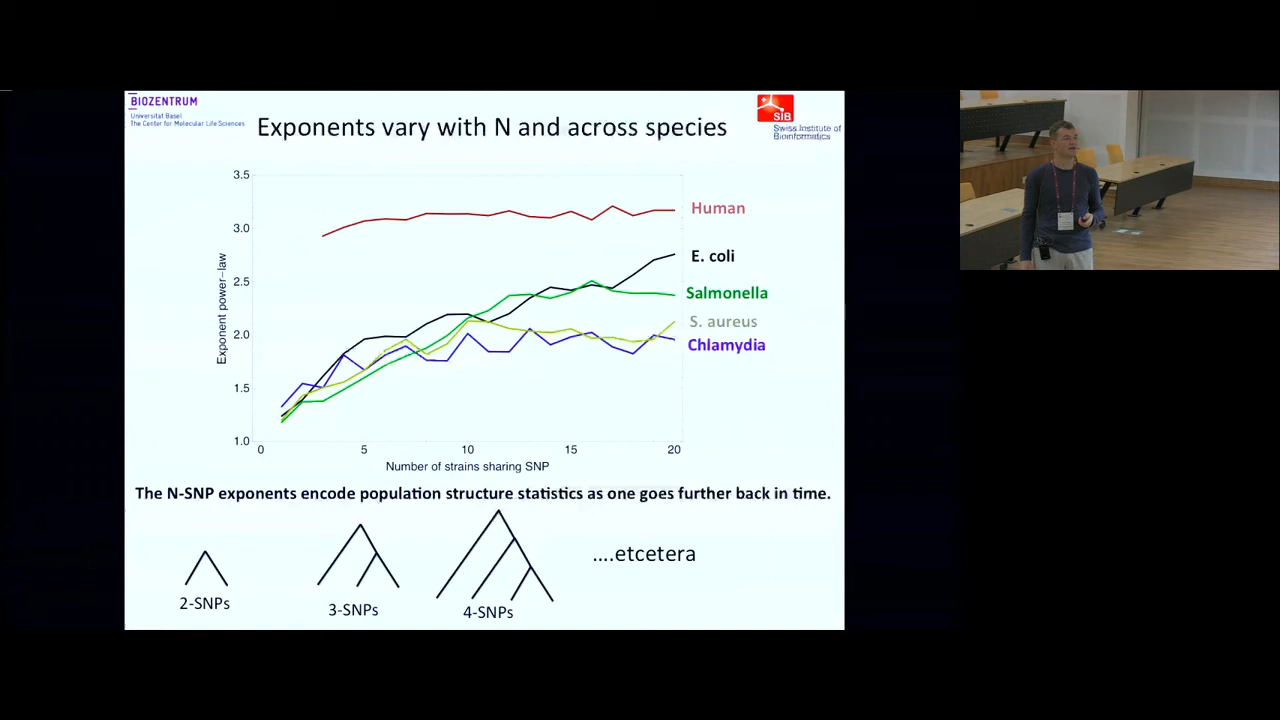 BIOZENTRUM
Universität Basel
The Center for Molecular Life Sciences
SIB
Swiss Institute of
Bioinformatics
Exponents vary with N and across species
3.5
3.0
2.5
2.0
1.5
1.0
Exponent power-law
0
5
10
15
20
Number of strains sharing SNP
Human
E. coli
Salmonella
S. aureus
Chlamydia
The N-SNP exponents encode population structure statistics as one goes further back in time.
2-SNPs
3-SNPs
4-SNPs
....etcetera